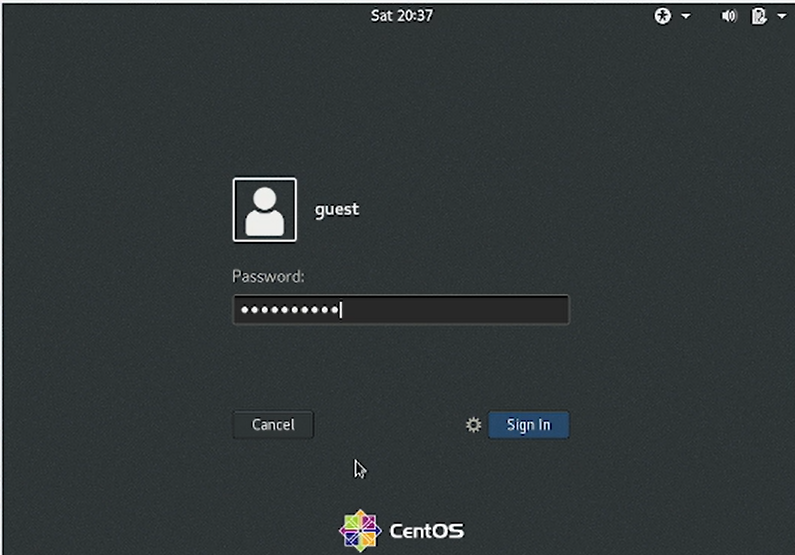 Sat 20:37
guest
Password:
••••••••••
Cancel
Sign In
CentOS